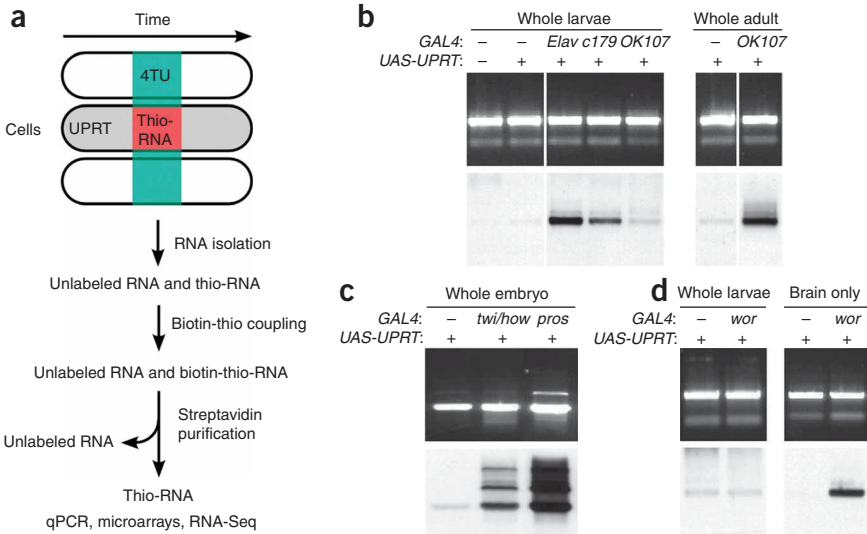 a
Time
4TU
Cells
UPRT
Thio-
RNA
RNA isolation
Unlabeled RNA and thio-RNA
Biotin-thio coupling
Unlabeled RNA and biotin-thio-RNA
Streptavidin
purification
Unlabeled RNA
Thio-RNA
qPCR, microarrays, RNA-Seq
b
Whole larvae
Whole adult
GAL4: – – Elav c179 OK107 – OK107
UAS-UPRT: – + + + + + +
c
Whole embryo
GAL4: – twi/how pros
UAS-UPRT: + + +
d
Whole larvae
Brain only
GAL4: – wor – wor
UAS-UPRT: + + + +